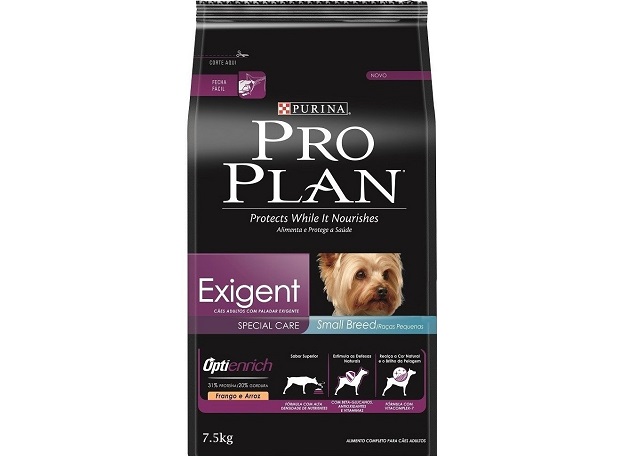 CORTE AQUI
FECHA
FÁCIL
NOVO
PURINA
PRO
PLAN
Protects While It Nourishes
Alimenta e Protege a Saúde
Exigent
CÃES ADULTOS COM PALADAR EXIGENTE
SPECIAL CARE
Small Breed/Raças Pequenas
Optienrich
31% PROTEÍNA/20% GORDURA
Frango e Arroz
Sabor Superior
FÓRMULA COM ALTA
DENSIDADE DE NUTRIENTES
Estimula as Defesas
Naturais
COM BETA-GLUCANOS,
ANTIOXIDANTES
E VITAMINAS
Realça a Cor Natural
e o Brilho da Pelagem
FÓRMULA COM
VITACOMPLEX-7
7.5kg
ALIMENTO COMPLETO PARA CÃES ADULTOS